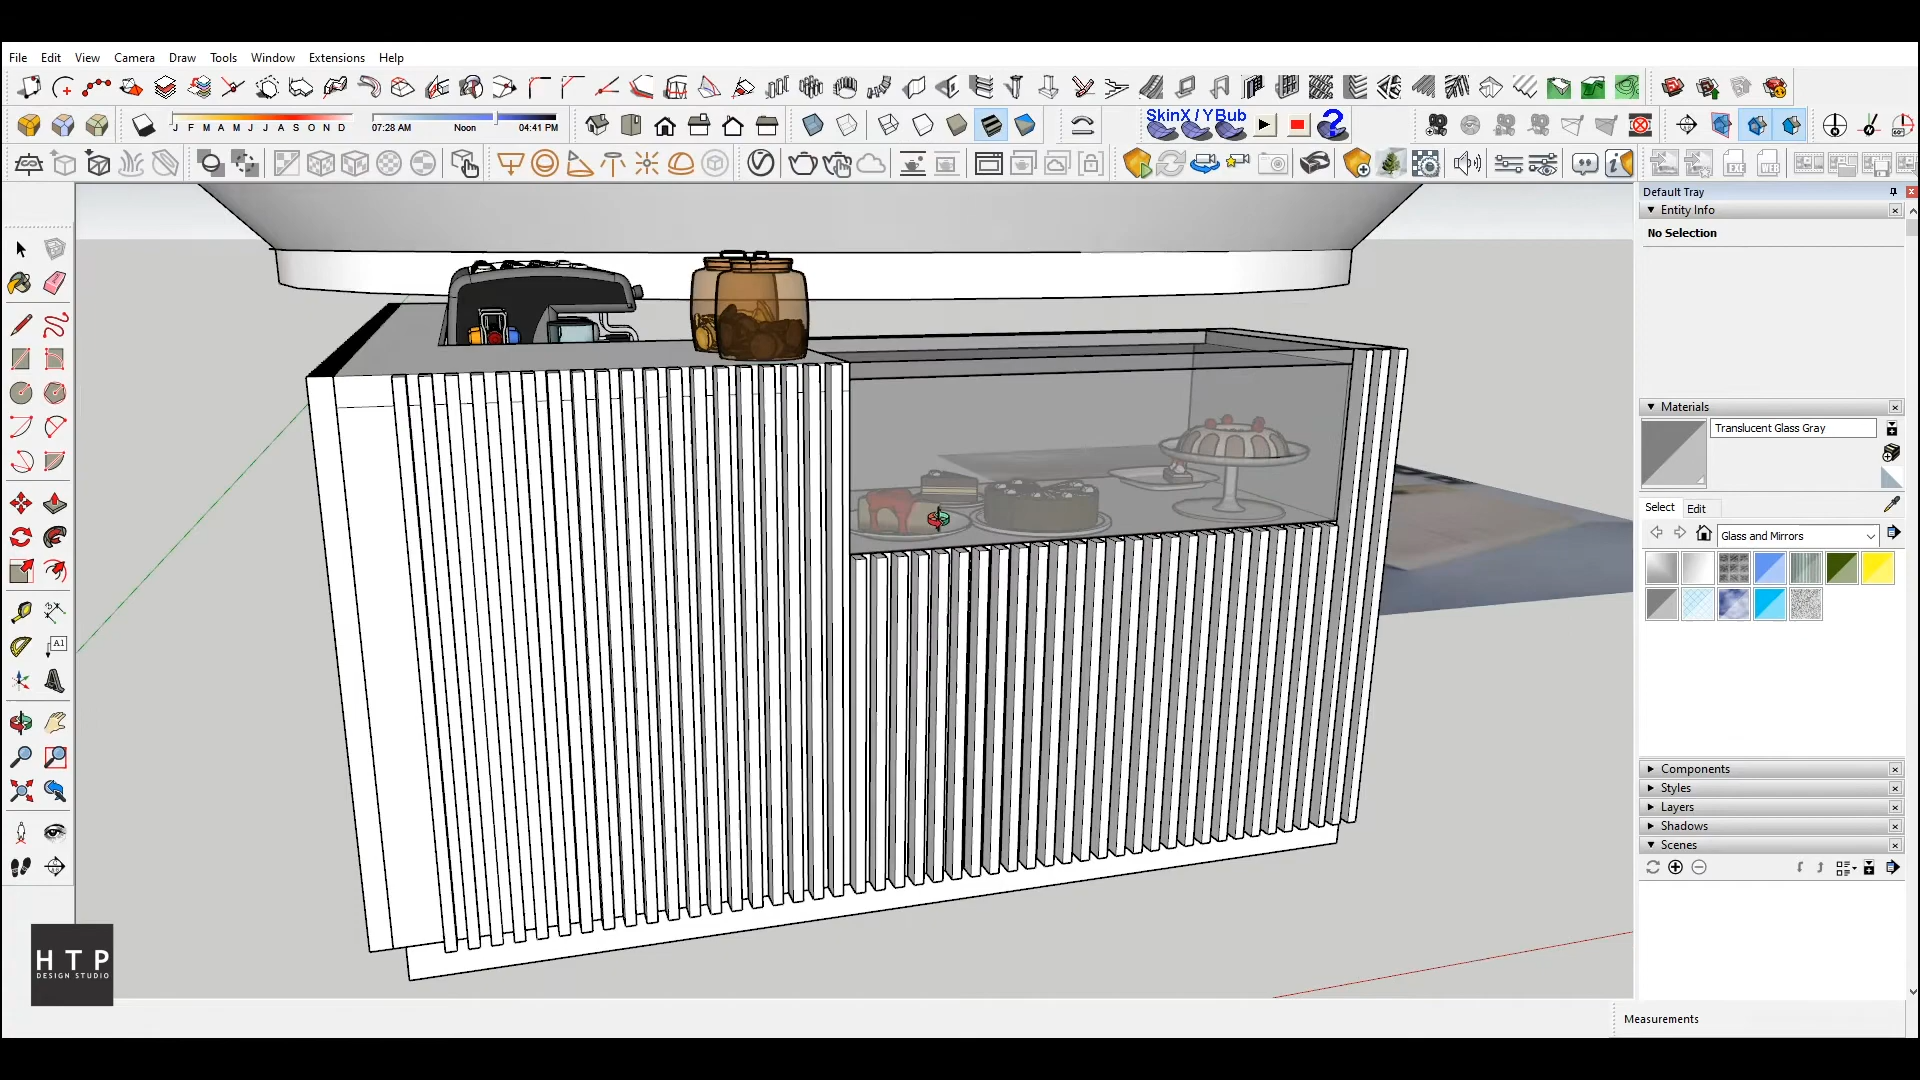 File Edit View Camera Draw Tools Window Extensions Help
J F M A M J J A S O N D
07:28 AM Noon 04:41 PM
SkinX / YBub
Default Tray
Entity Info
No Selection
Materials
Translucent Glass Gray
Select Edit
Glass and Mirrors
Components
Styles
Layers
Shadows
Scenes
A1
HTP
DESIGN STUDIO
Measurements